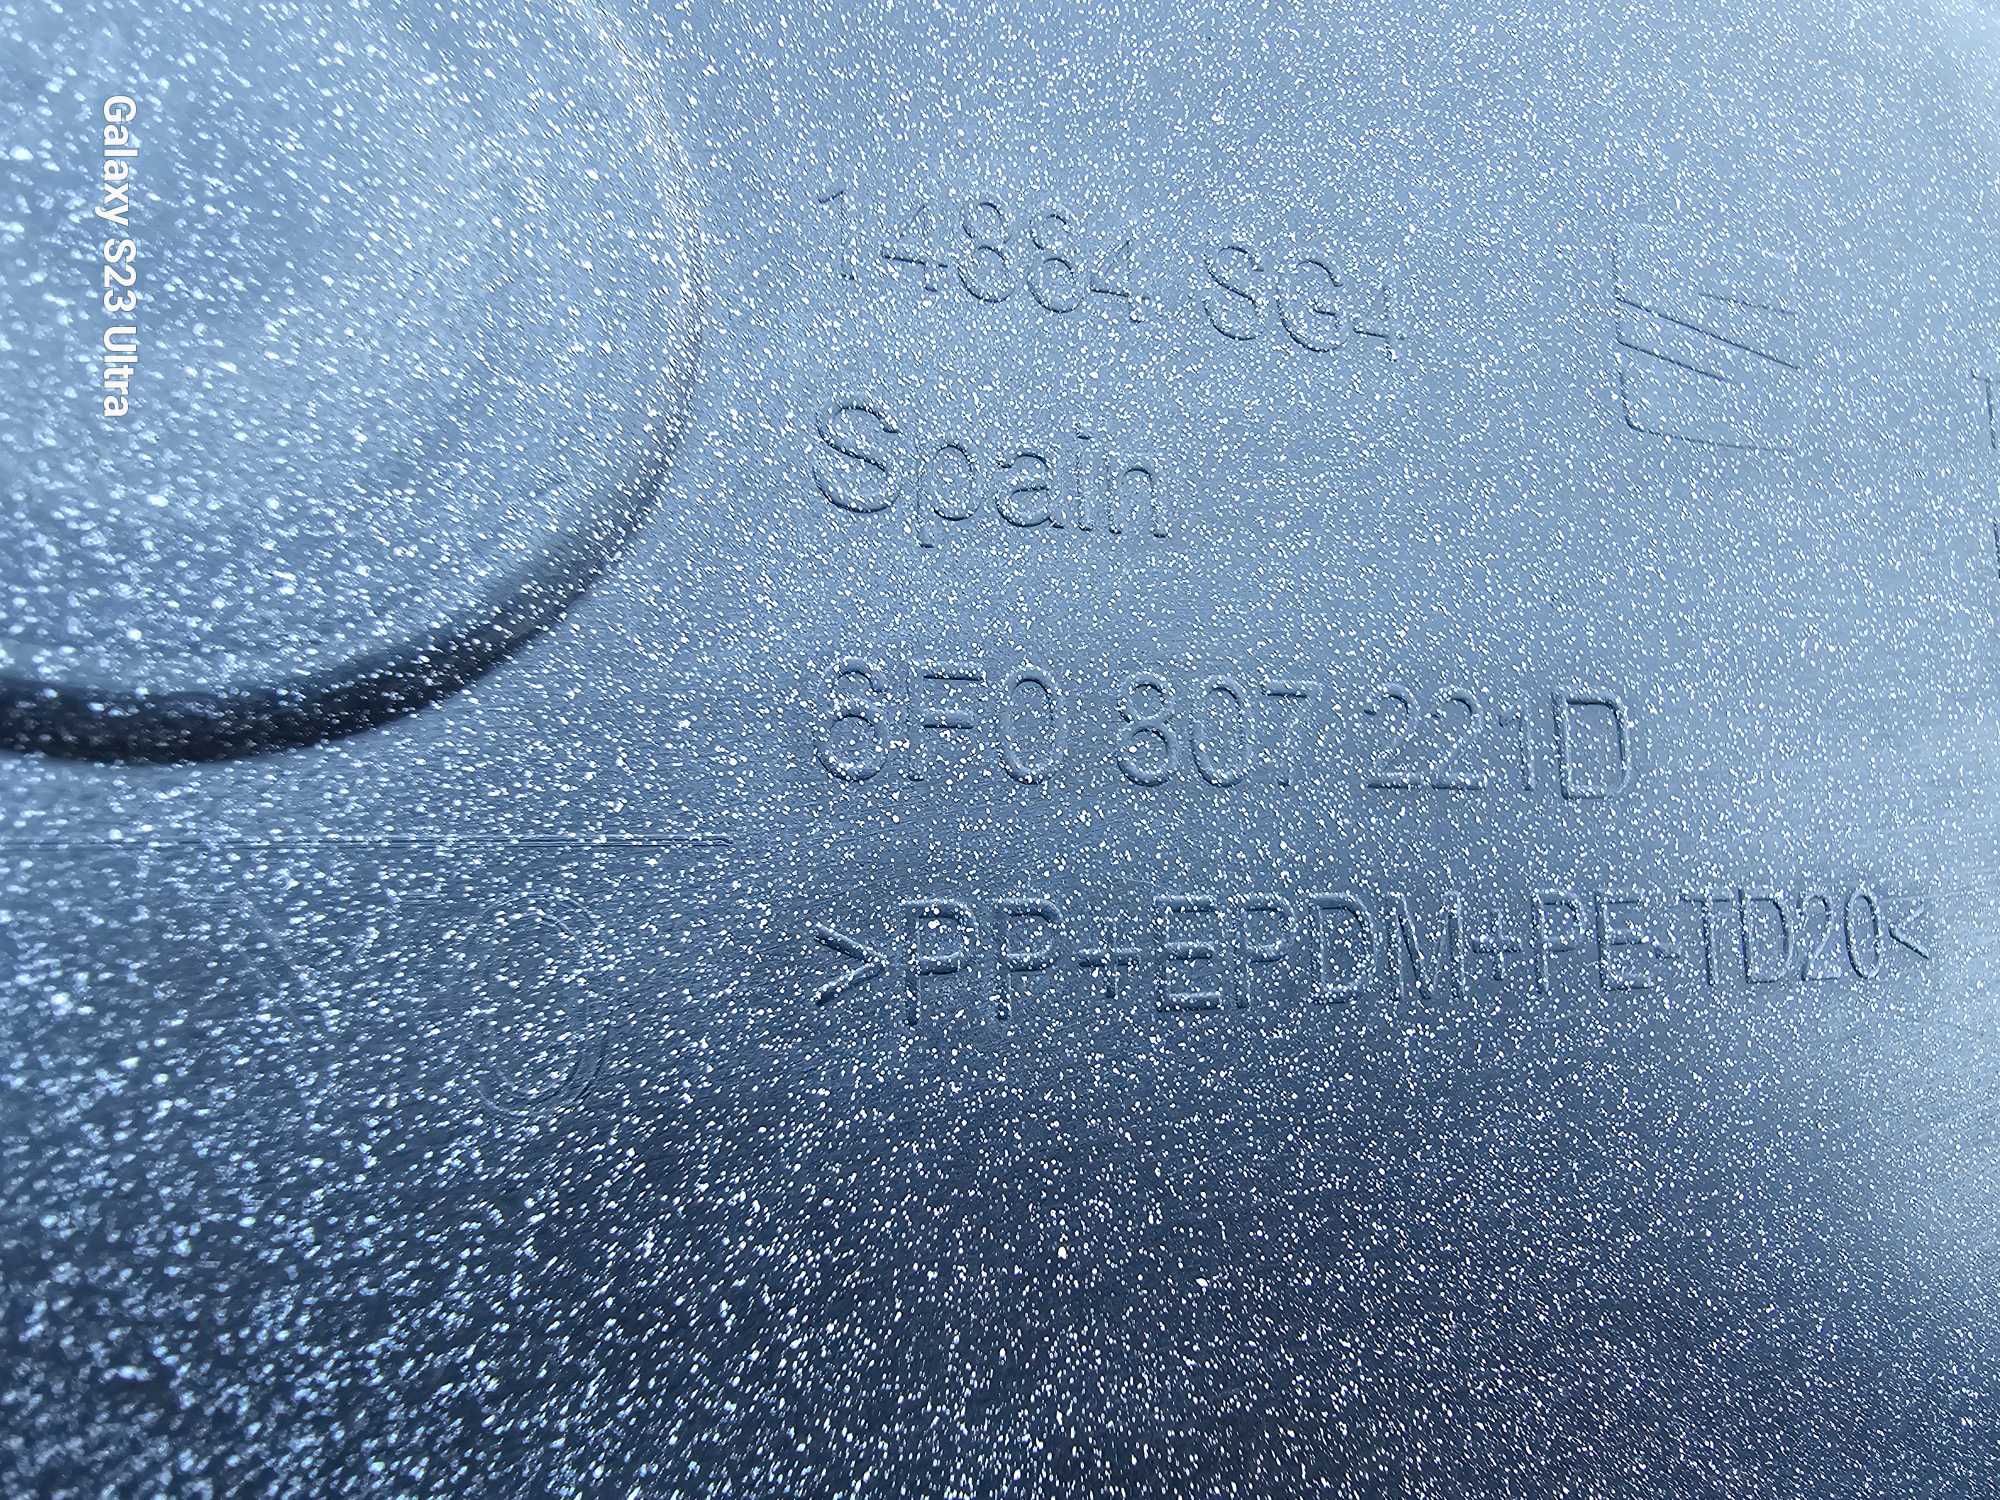 Galaxy S23 Ultra
14884. SG4
Spain
6F0 807 221D
>PP+EPDM+PE-TD20<